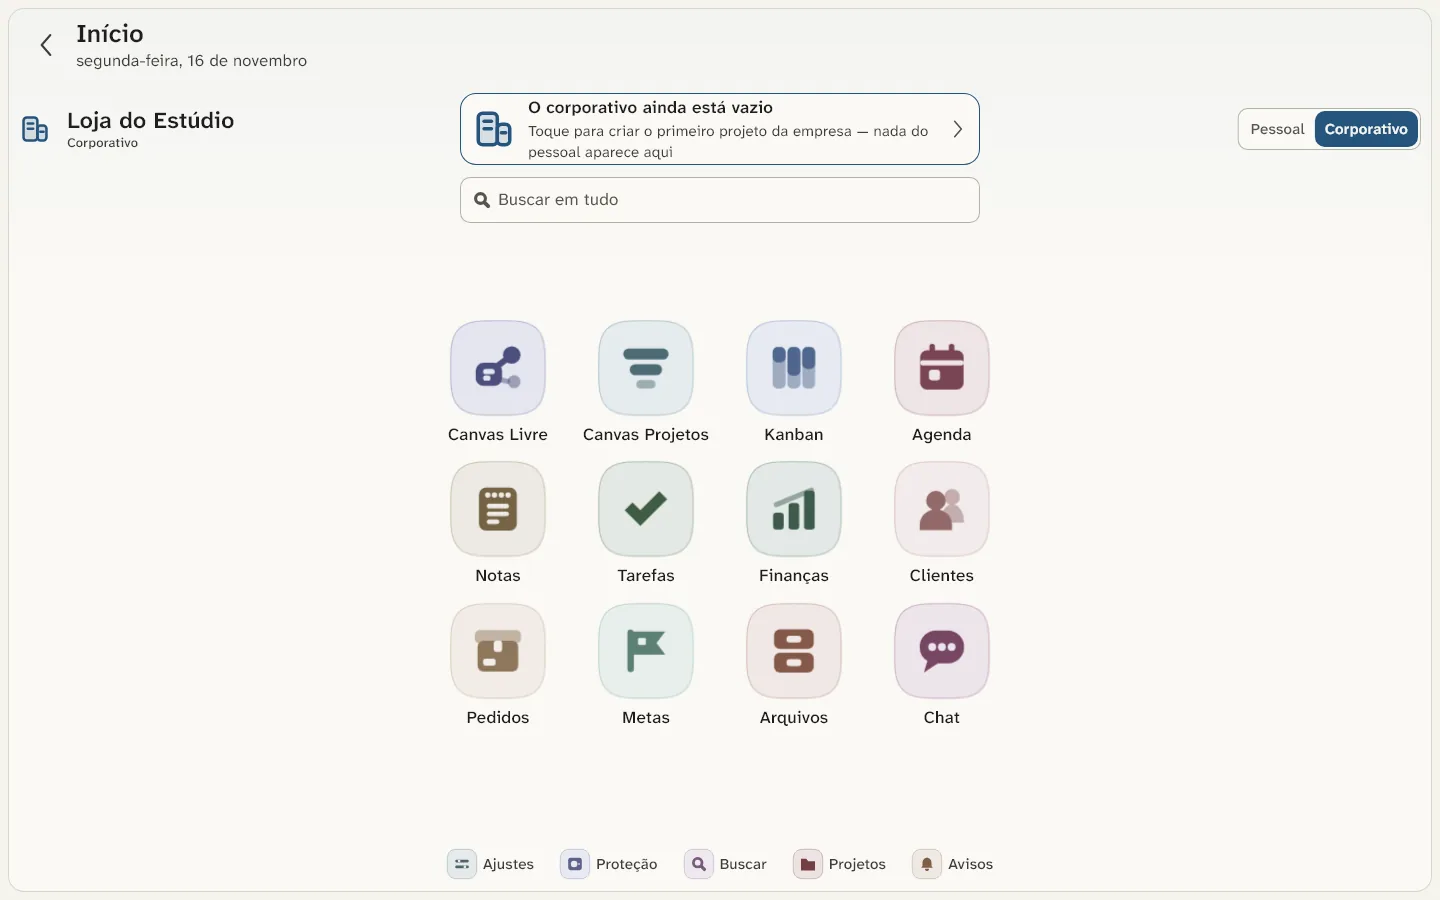 Início
segunda-feira, 16 de novembro
Loja do Estúdio
Corporativo
O corporativo ainda está vazio
Toque para criar o primeiro projeto da empresa — nada do
pessoal aparece aqui
Pessoal
Corporativo
Buscar em tudo
Canvas Livre
Canvas Projetos
Kanban
Agenda
Notas
Tarefas
Finanças
Clientes
Pedidos
Metas
Arquivos
Chat
Ajustes
Proteção
Buscar
Projetos
Avisos